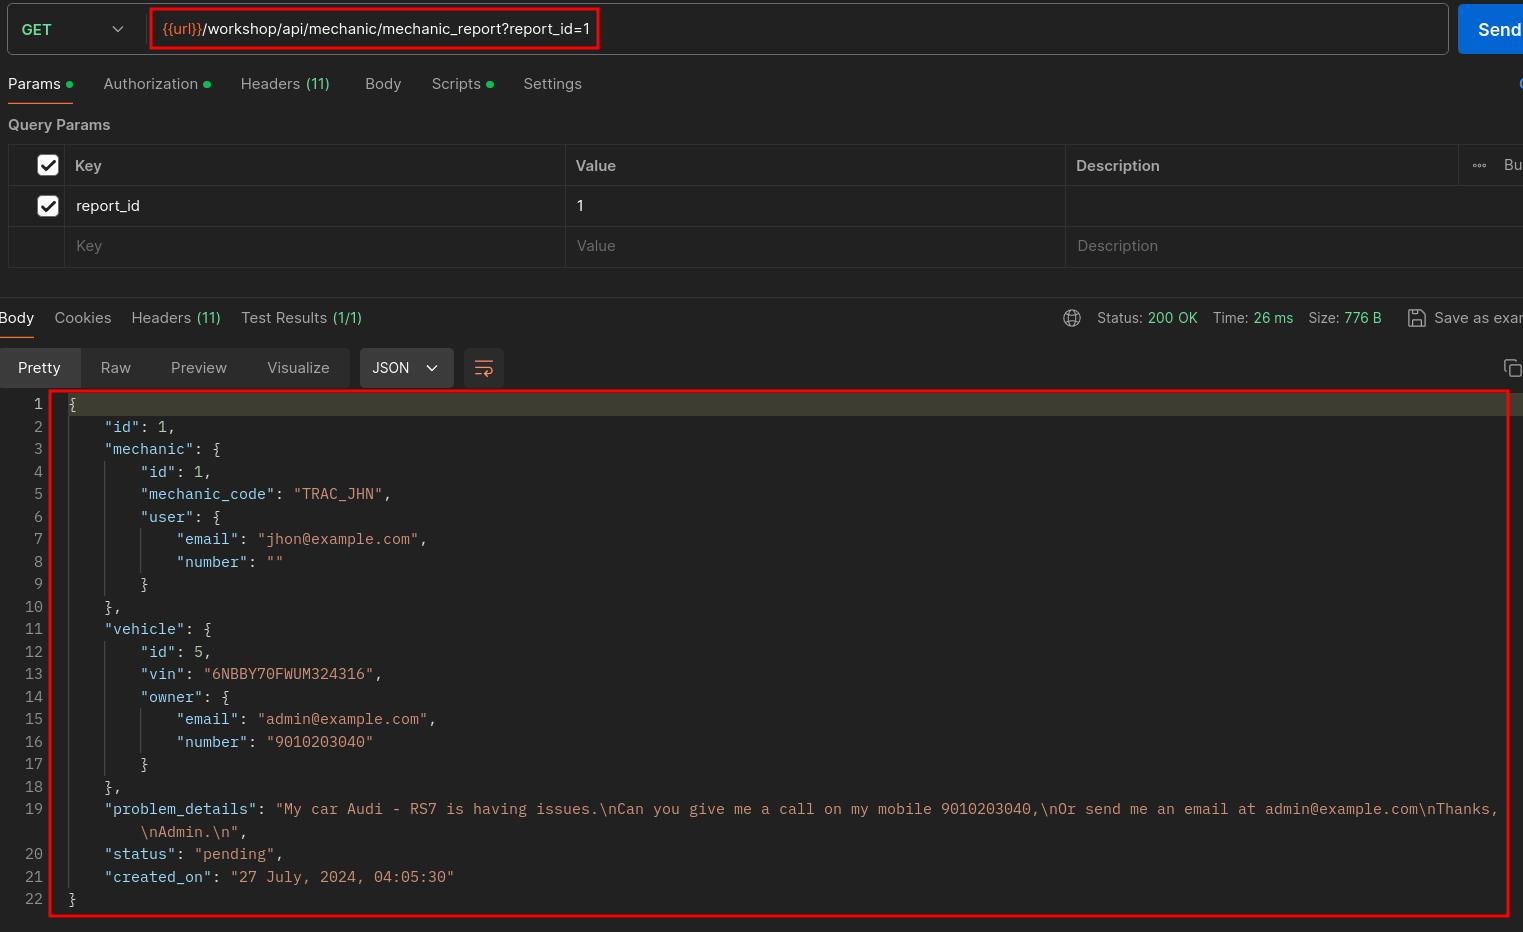 GET {{url}}/workshop/api/mechanic/mechanic_report?report_id=1 Send
Params Authorization Headers (11) Body Scripts Settings
Query Params
Key Value Description Bu
report_id 1
Key Value Description
Body Cookies Headers (11) Test Results (1/1) Status: 200 OK Time: 26 ms Size: 776 B Save as exar
Pretty Raw Preview Visualize JSON
1 {
2 "id": 1,
3 "mechanic": {
4 "id": 1,
5 "mechanic_code": "TRAC_JHN",
6 "user": {
7 "email": "jhon@example.com",
8 "number": ""
9 }
10 },
11 "vehicle": {
12 "id": 5,
13 "vin": "6NBBY70FWUM324316",
14 "owner": {
15 "email": "admin@example.com",
16 "number": "9010203040"
17 }
18 },
19 "problem_details": "My car Audi - RS7 is having issues.\nCan you give me a call on my mobile 9010203040,\nOr send me an email at admin@example.com\nThanks,
\nAdmin.\n",
20 "status": "pending",
21 "created_on": "27 July, 2024, 04:05:30"
22 }